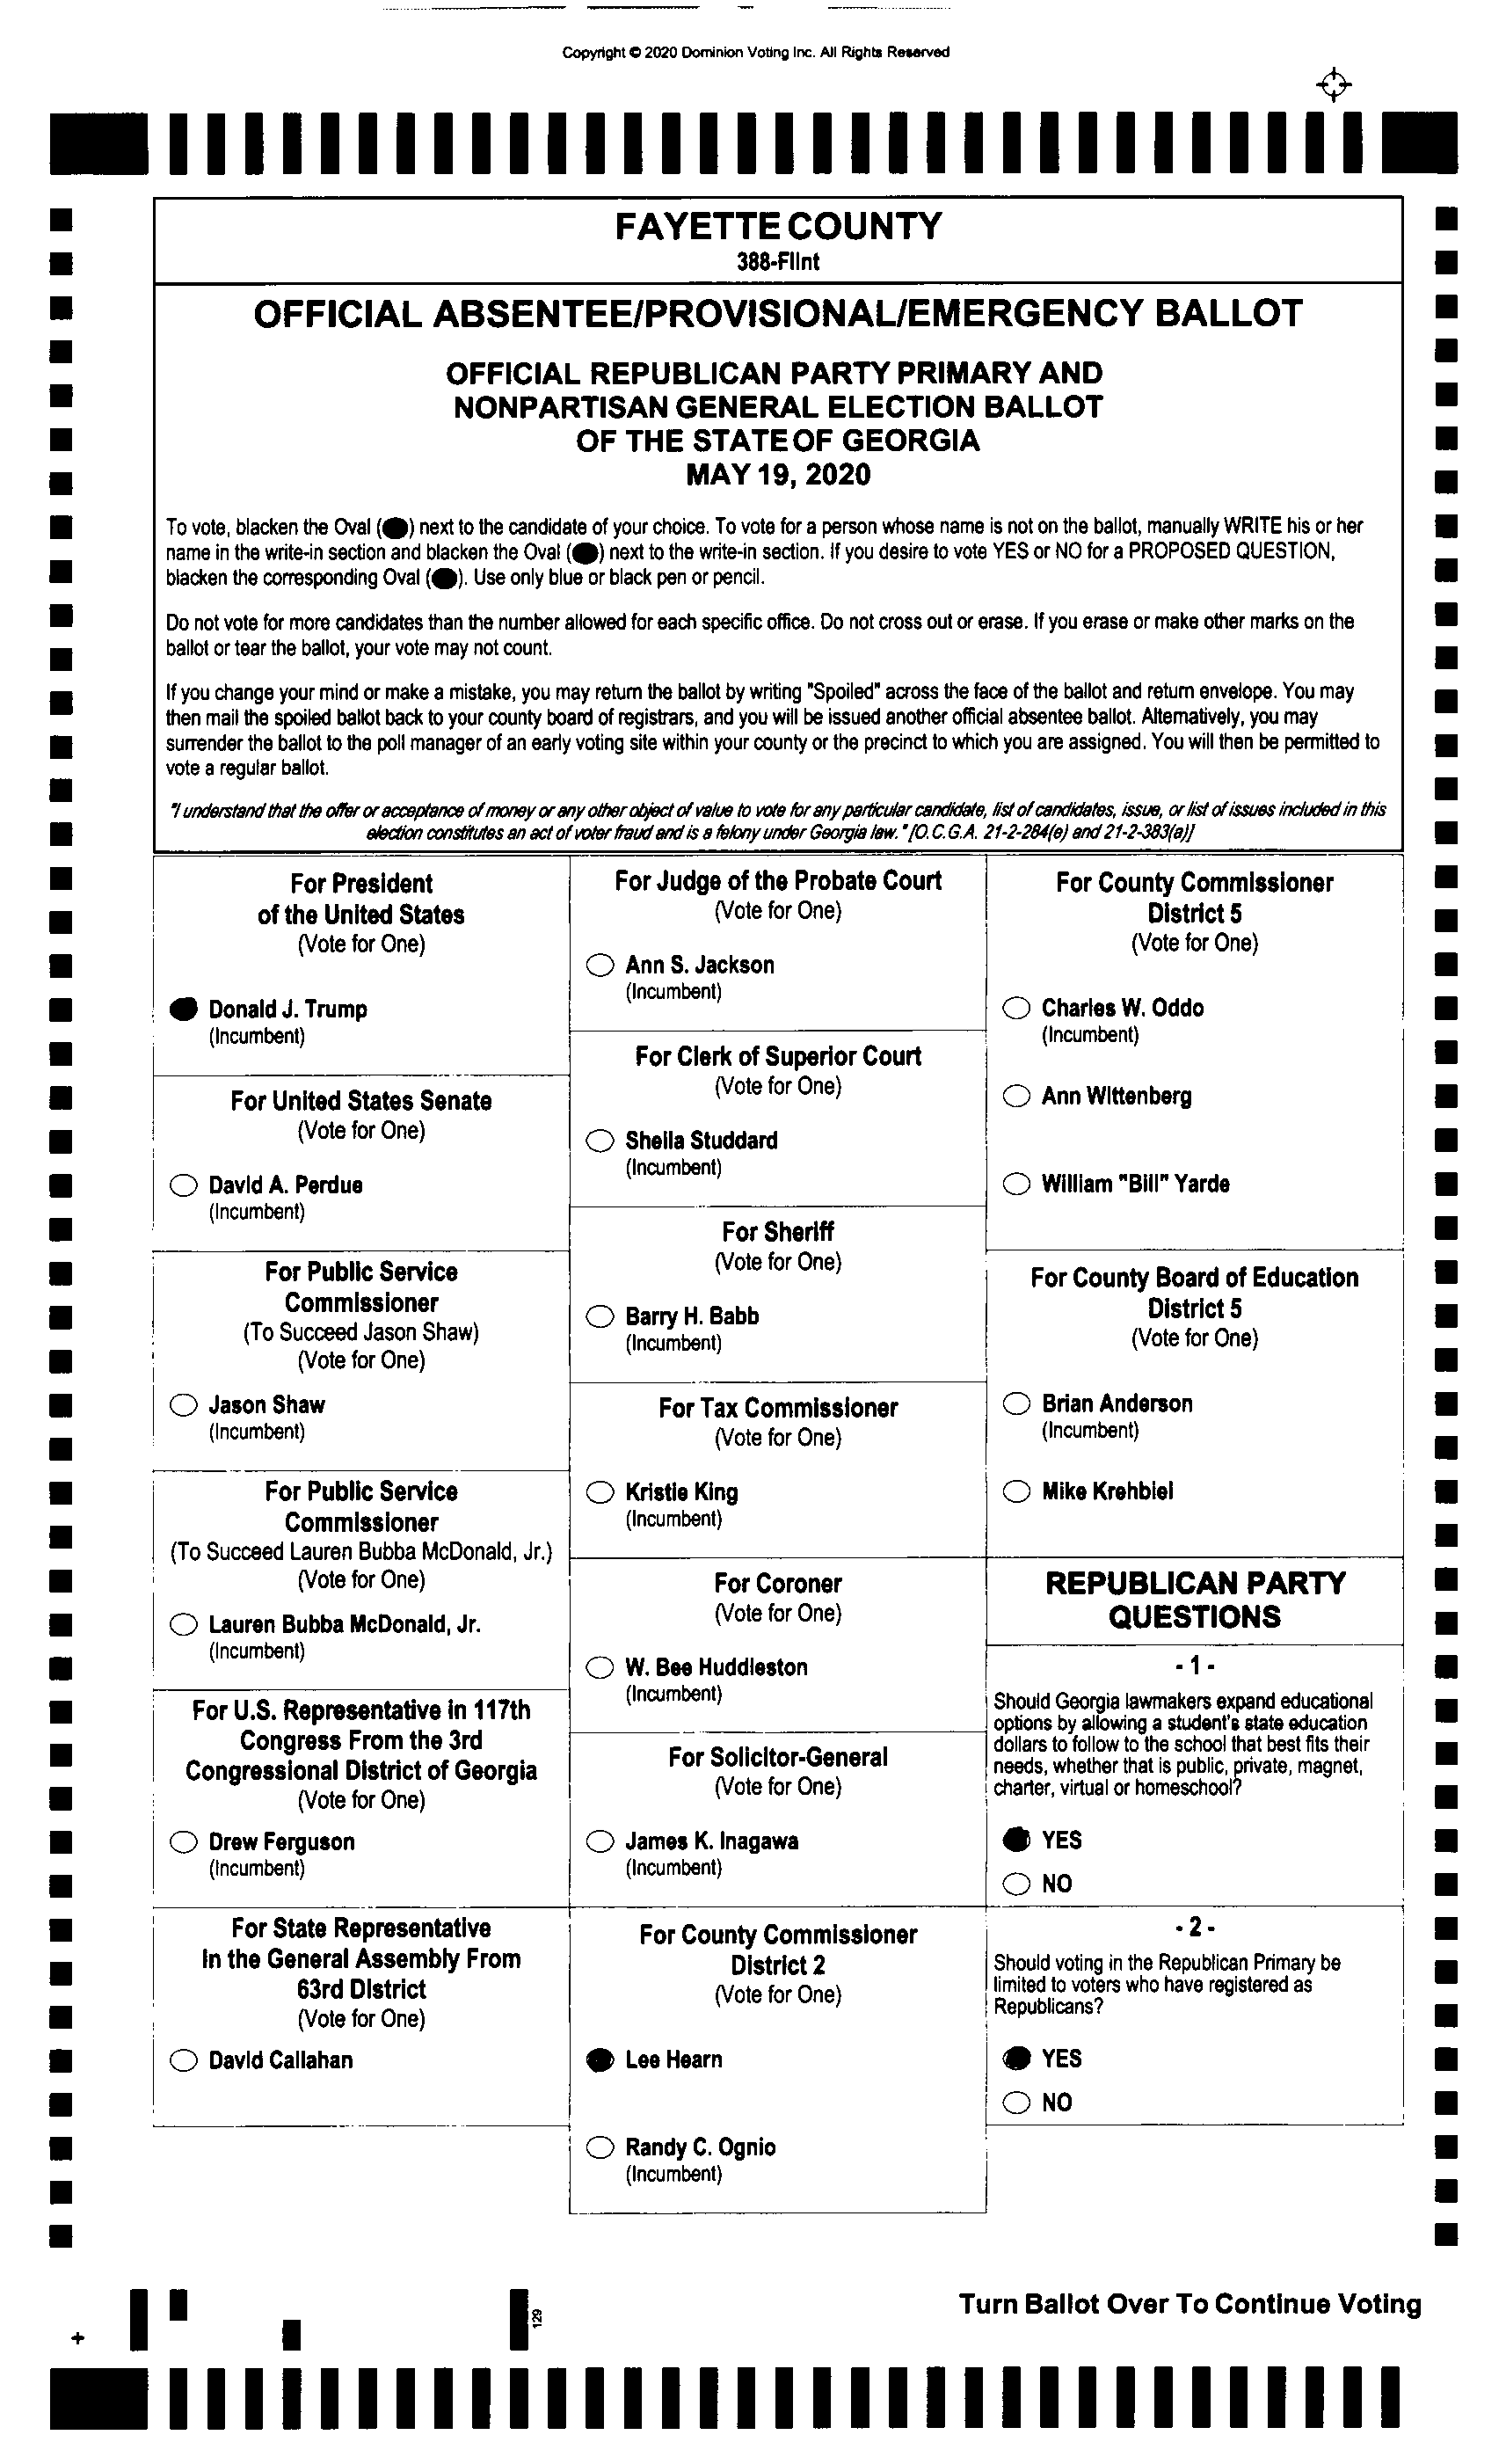 Copyright © 2020 Dominion Voting Inc. All Rights Reserved
FAYETTE COUNTY
388-Flint
OFFICIAL ABSENTEE/PROVISIONAL/EMERGENCY BALLOT
OFFICIAL REPUBLICAN PARTY PRIMARY AND
NONPARTISAN GENERAL ELECTION BALLOT
OF THE STATE OF GEORGIA
MAY 19, 2020
To vote, blacken the Oval ( ) next to the candidate of your choice. To vote for a person whose name is not on the ballot, manually WRITE his or her
name in the write-in section and blacken the Oval ( ) next to the write-in section. If you desire to vote YES or NO for a PROPOSED QUESTION,
blacken the corresponding Oval ( ). Use only blue or black pen or pencil.
Do not vote for more candidates than the number allowed for each specific office. Do not cross out or erase. If you erase or make other marks on the
ballot or tear the ballot, your vote may not count.
If you change your mind or make a mistake, you may return the ballot by writing "Spoiled" across the face of the ballot and return envelope. You may
then mail the spoiled ballot back to your county board of registrars, and you will be issued another official absentee ballot. Alternatively, you may
surrender the ballot to the poll manager of an early voting site within your county or the precinct to which you are assigned. You will then be permitted to
vote a regular ballot.
"I understand that the offer or acceptance of money or any other object of value to vote for any particular candidate, list of candidates, issue, or list of issues included in this
election constitutes an act of voter fraud and is a felony under Georgia law." [O.C.G.A. 21-2-284(e) and 21-2-383(a)]
For President
of the United States
(Vote for One)
Donald J. Trump
(Incumbent)
For United States Senate
(Vote for One)
David A. Perdue
(Incumbent)
For Public Service
Commissioner
(To Succeed Jason Shaw)
(Vote for One)
Jason Shaw
(Incumbent)
For Public Service
Commissioner
(To Succeed Lauren Bubba McDonald, Jr.)
(Vote for One)
Lauren Bubba McDonald, Jr.
(Incumbent)
For U.S. Representative in 117th
Congress From the 3rd
Congressional District of Georgia
(Vote for One)
Drew Ferguson
(Incumbent)
For State Representative
In the General Assembly From
63rd District
(Vote for One)
David Callahan
For Judge of the Probate Court
(Vote for One)
Ann S. Jackson
(Incumbent)
For Clerk of Superior Court
(Vote for One)
Sheila Studdard
(Incumbent)
For Sheriff
(Vote for One)
Barry H. Babb
(Incumbent)
For Tax Commissioner
(Vote for One)
Kristie King
(Incumbent)
For Coroner
(Vote for One)
W. Bee Huddleston
(Incumbent)
For Solicitor-General
(Vote for One)
James K. Inagawa
(Incumbent)
For County Commissioner
District 2
(Vote for One)
Lee Hearn
Randy C. Ognio
(Incumbent)
For County Commissioner
District 5
(Vote for One)
Charles W. Oddo
(Incumbent)
Ann Wittenberg
William "Bill" Yarde
For County Board of Education
District 5
(Vote for One)
Brian Anderson
(Incumbent)
Mike Krehbiel
REPUBLICAN PARTY
QUESTIONS
- 1 -
Should Georgia lawmakers expand educational
options by allowing a student's state education
dollars to follow to the school that best fits their
needs, whether that is public, private, magnet,
charter, virtual or homeschool?
YES
NO
- 2 -
Should voting in the Republican Primary be
limited to voters who have registered as
Republicans?
YES
NO
129
Turn Ballot Over To Continue Voting